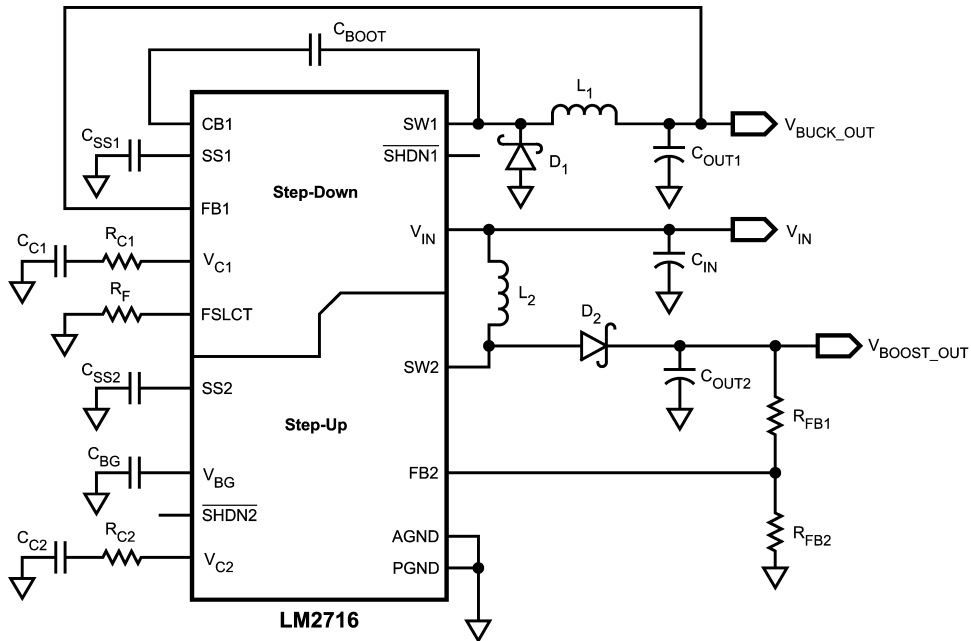 C_BOOT
L_1
CB1
SW1
V_BUCK_OUT
C_SS1
SS1
SHDN1
D_1
C_OUT1
Step-Down
FB1
V_IN
V_IN
C_C1
R_C1
V_C1
C_IN
L_2
R_F
FSLCT
D_2
V_BOOST_OUT
SW2
C_OUT2
C_SS2
SS2
R_FB1
Step-Up
C_BG
V_BG
FB2
SHDN2
R_FB2
C_C2
R_C2
V_C2
AGND
PGND
LM2716